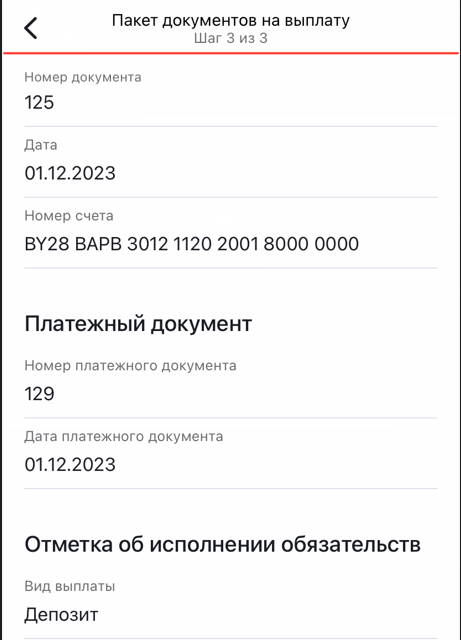 Пакет документов на выплату
Шаг 3 из 3
Номер документа
125
Дата
01.12.2023
Номер счета
BY28 BAPB 3012 1120 2001 8000 0000
Платежный документ
Номер платежного документа
129
Дата платежного документа
01.12.2023
Отметка об исполнении обязательств
Вид выплаты
Депозит